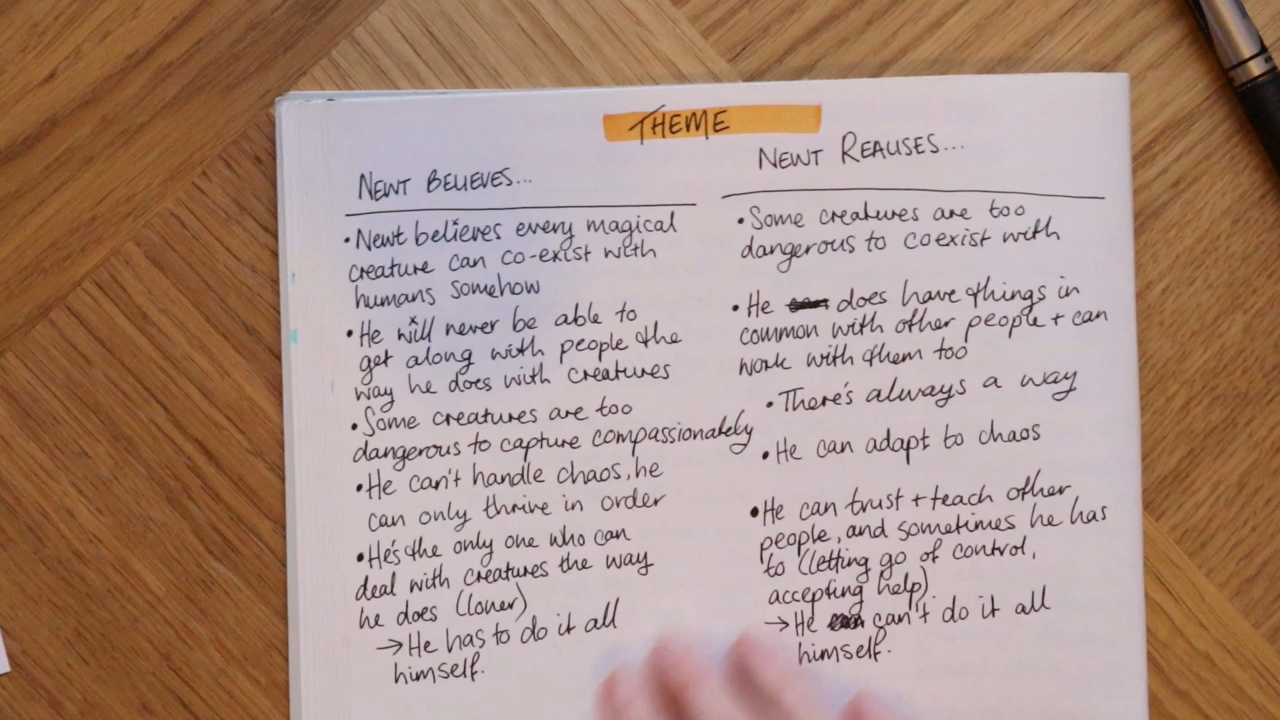 THEME
NEWT BELIEVES...
• Newt believes every magical
creature can co-exist with
humans somehow
• He will never be able to
get along with people the
way he does with creatures
• Some creatures are too
dangerous to capture compassionately
• He can't handle chaos, he
can only thrive in order
• He's the only one who can
deal with creatures the way
he does (loner)
→ He has to do it all
himself.
NEWT REALISES...
• Some creatures are too
dangerous to coexist with
• He does have things in
common with other people + can
work with them too
• There's always a way
• He can adapt to chaos
• He can trust + teach other
people, and sometimes he has
to (letting go of control,
accepting help)
→ He can't do it all
himself.